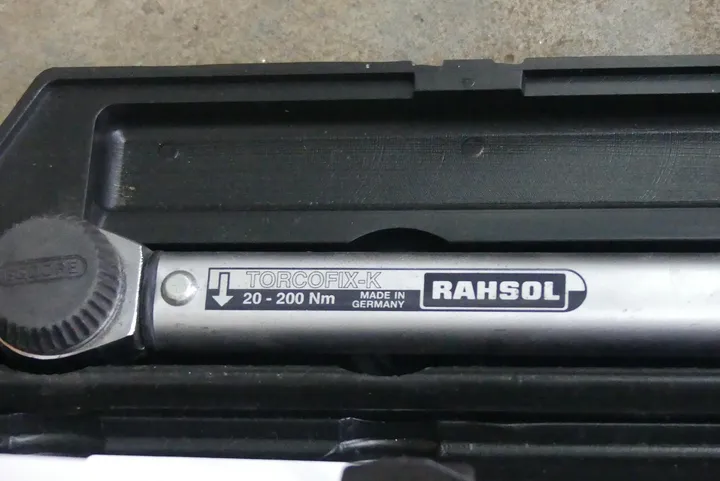 TORCOFIX-K
20 - 200 Nm
MADE IN
GERMANY
RAHSOL